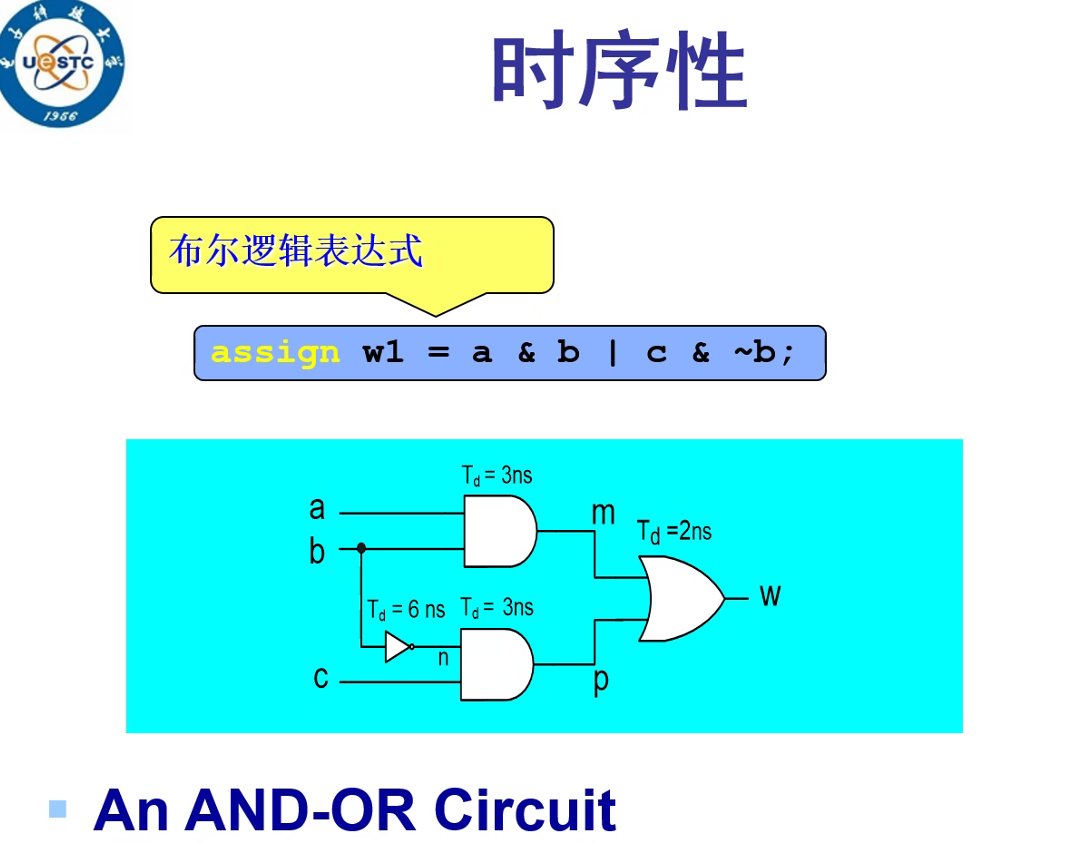 UeSTC
1956
时序性
布尔逻辑表达式
assign w1 = a & b | c & ~b;
Td = 3ns
a
m
Td =2ns
b
w
Td = 6 ns
Td = 3ns
n
c
p
An AND-OR Circuit